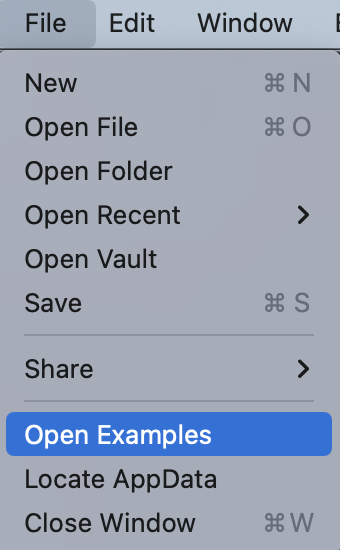 File Edit Window
New ⌘ N
Open File ⌘ O
Open Folder
Open Recent
Open Vault
Save ⌘ S
Share
Open Examples
Locate AppData
Close Window ⌘ W